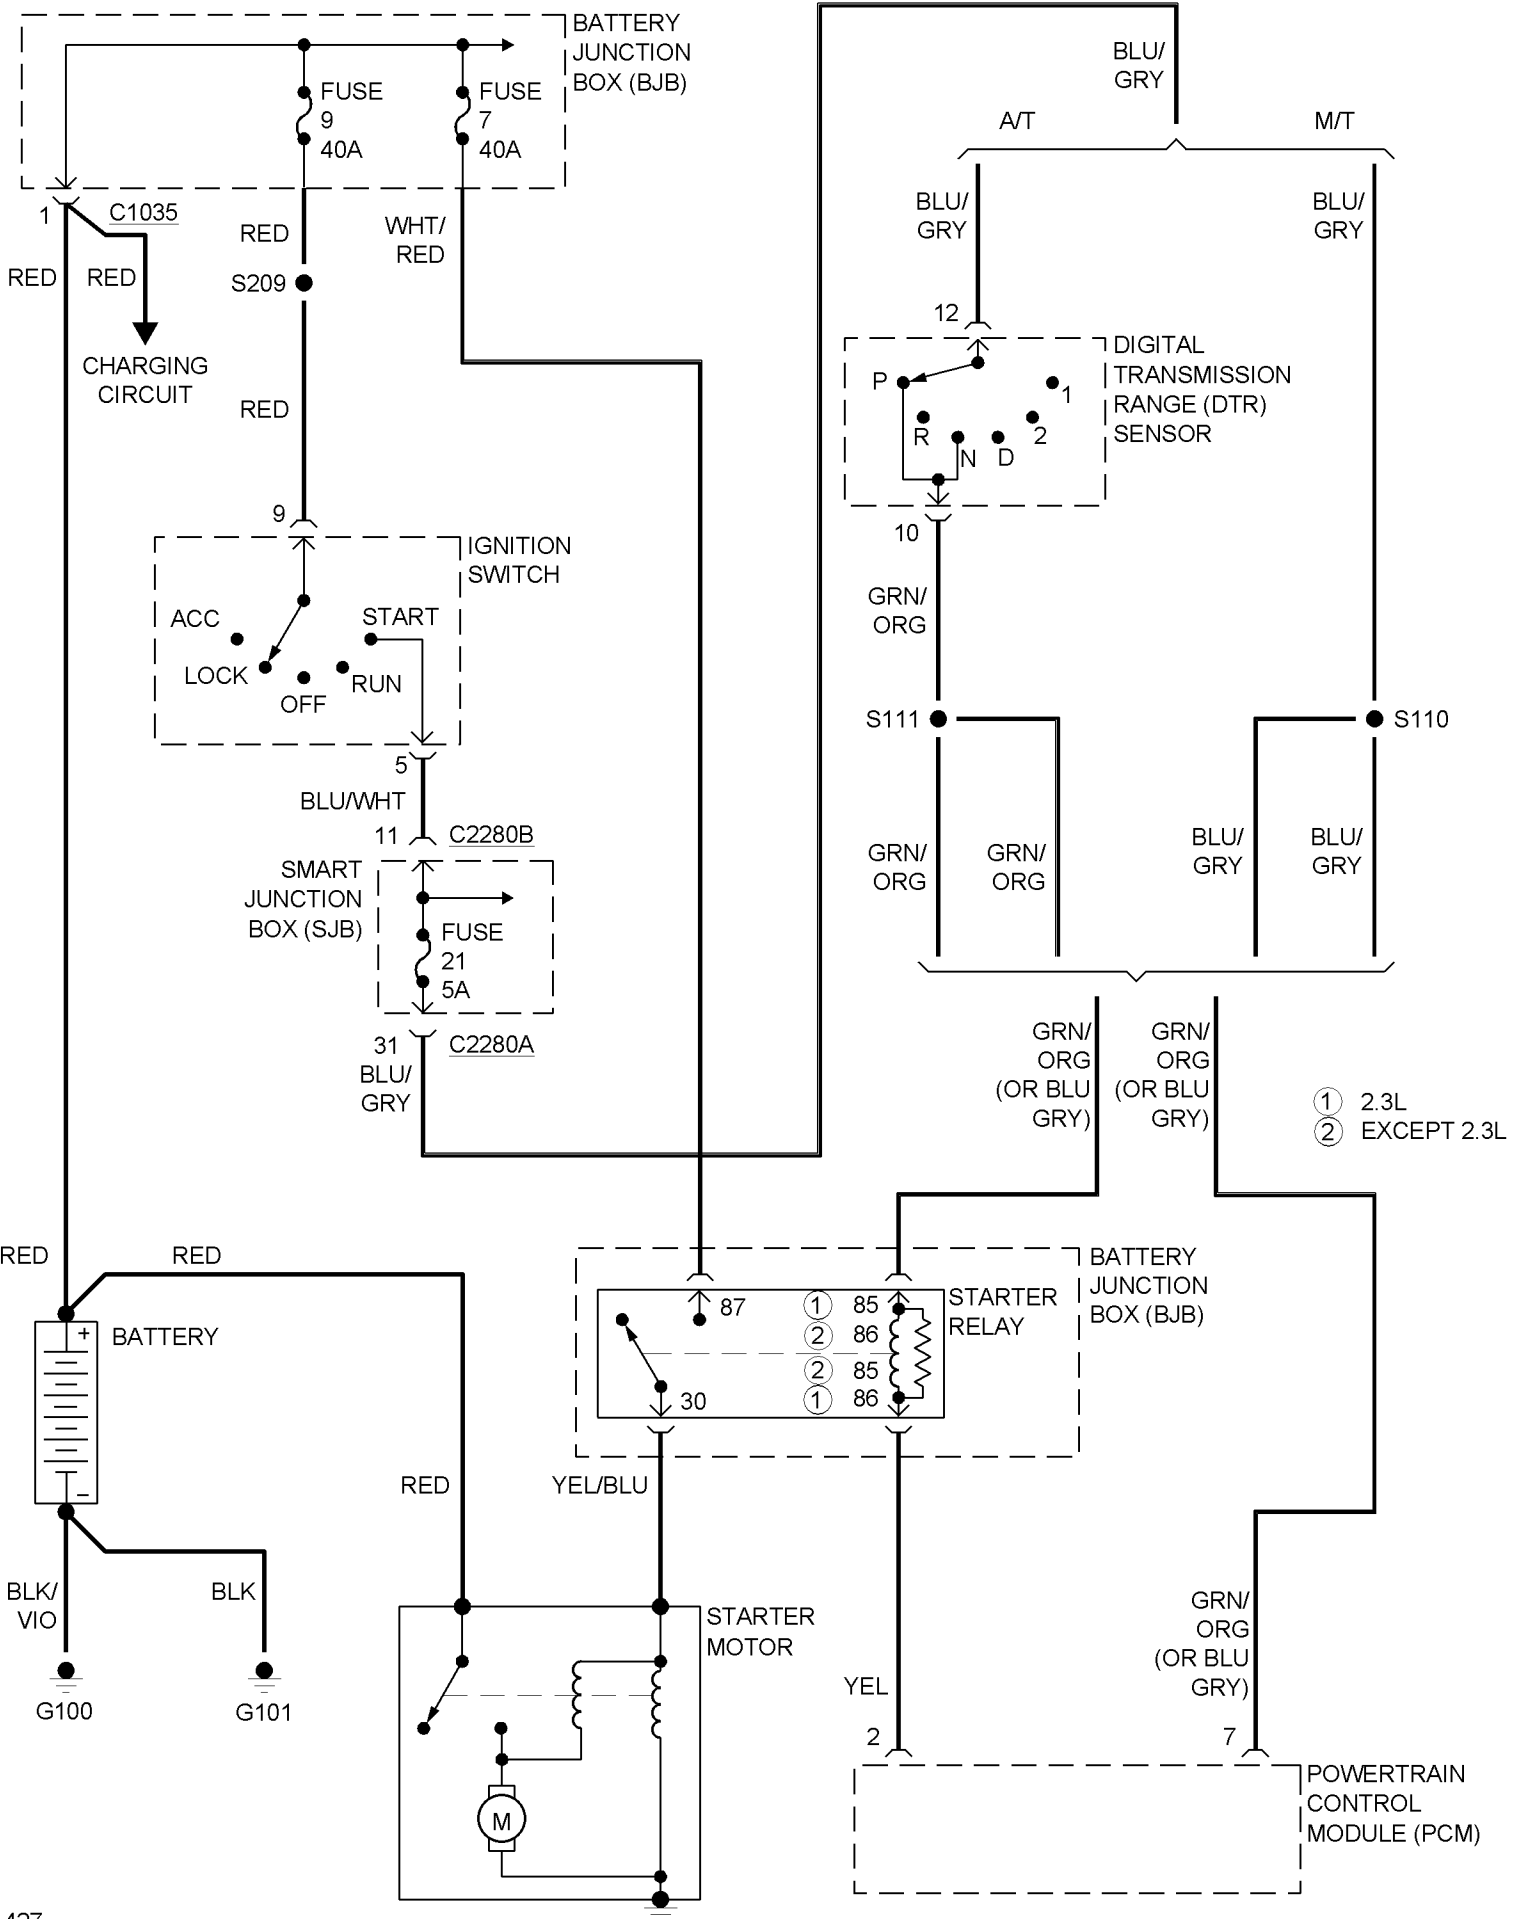 BATTERY
JUNCTION
BOX (BJB)
FUSE
9
40A
FUSE
7
40A
1
C1035
RED
RED
CHARGING
CIRCUIT
RED
S209
RED
WHT/
RED
BLU/
GRY
A/T
M/T
BLU/
GRY
BLU/
GRY
12
DIGITAL
TRANSMISSION
RANGE (DTR)
SENSOR
P
R
N
D
2
1
10
GRN/
ORG
9
IGNITION
SWITCH
ACC
LOCK
OFF
RUN
START
5
BLU/WHT
11
C2280B
SMART
JUNCTION
BOX (SJB)
FUSE
21
5A
31
C2280A
BLU/
GRY
S111
S110
GRN/
ORG
GRN/
ORG
BLU/
GRY
BLU/
GRY
GRN/
ORG
(OR BLU
GRY)
GRN/
ORG
(OR BLU
GRY)
1 2.3L
2 EXCEPT 2.3L
RED
RED
BATTERY
+
−
BATTERY
JUNCTION
BOX (BJB)
STARTER
RELAY
87
30
1 85
2 86
2 85
1 86
RED
YEL/BLU
BLK/
VIO
BLK
G100
G101
STARTER
MOTOR
M
YEL
2
GRN/
ORG
(OR BLU
GRY)
7
POWERTRAIN
CONTROL
MODULE (PCM)